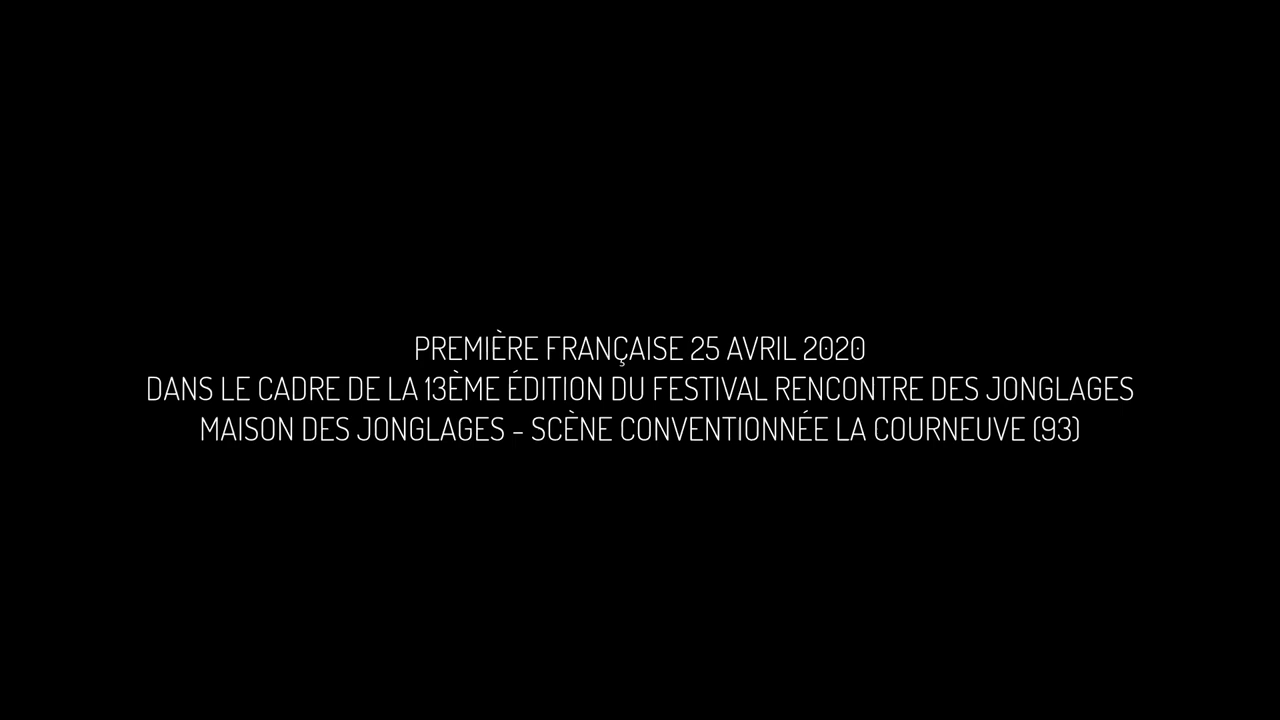 PREMIÈRE FRANÇAISE 25 AVRIL 2020
DANS LE CADRE DE LA 13ÈME ÉDITION DU FESTIVAL RENCONTRE DES JONGLAGES
MAISON DES JONGLAGES - SCÈNE CONVENTIONNÉE LA COURNEUVE (93)